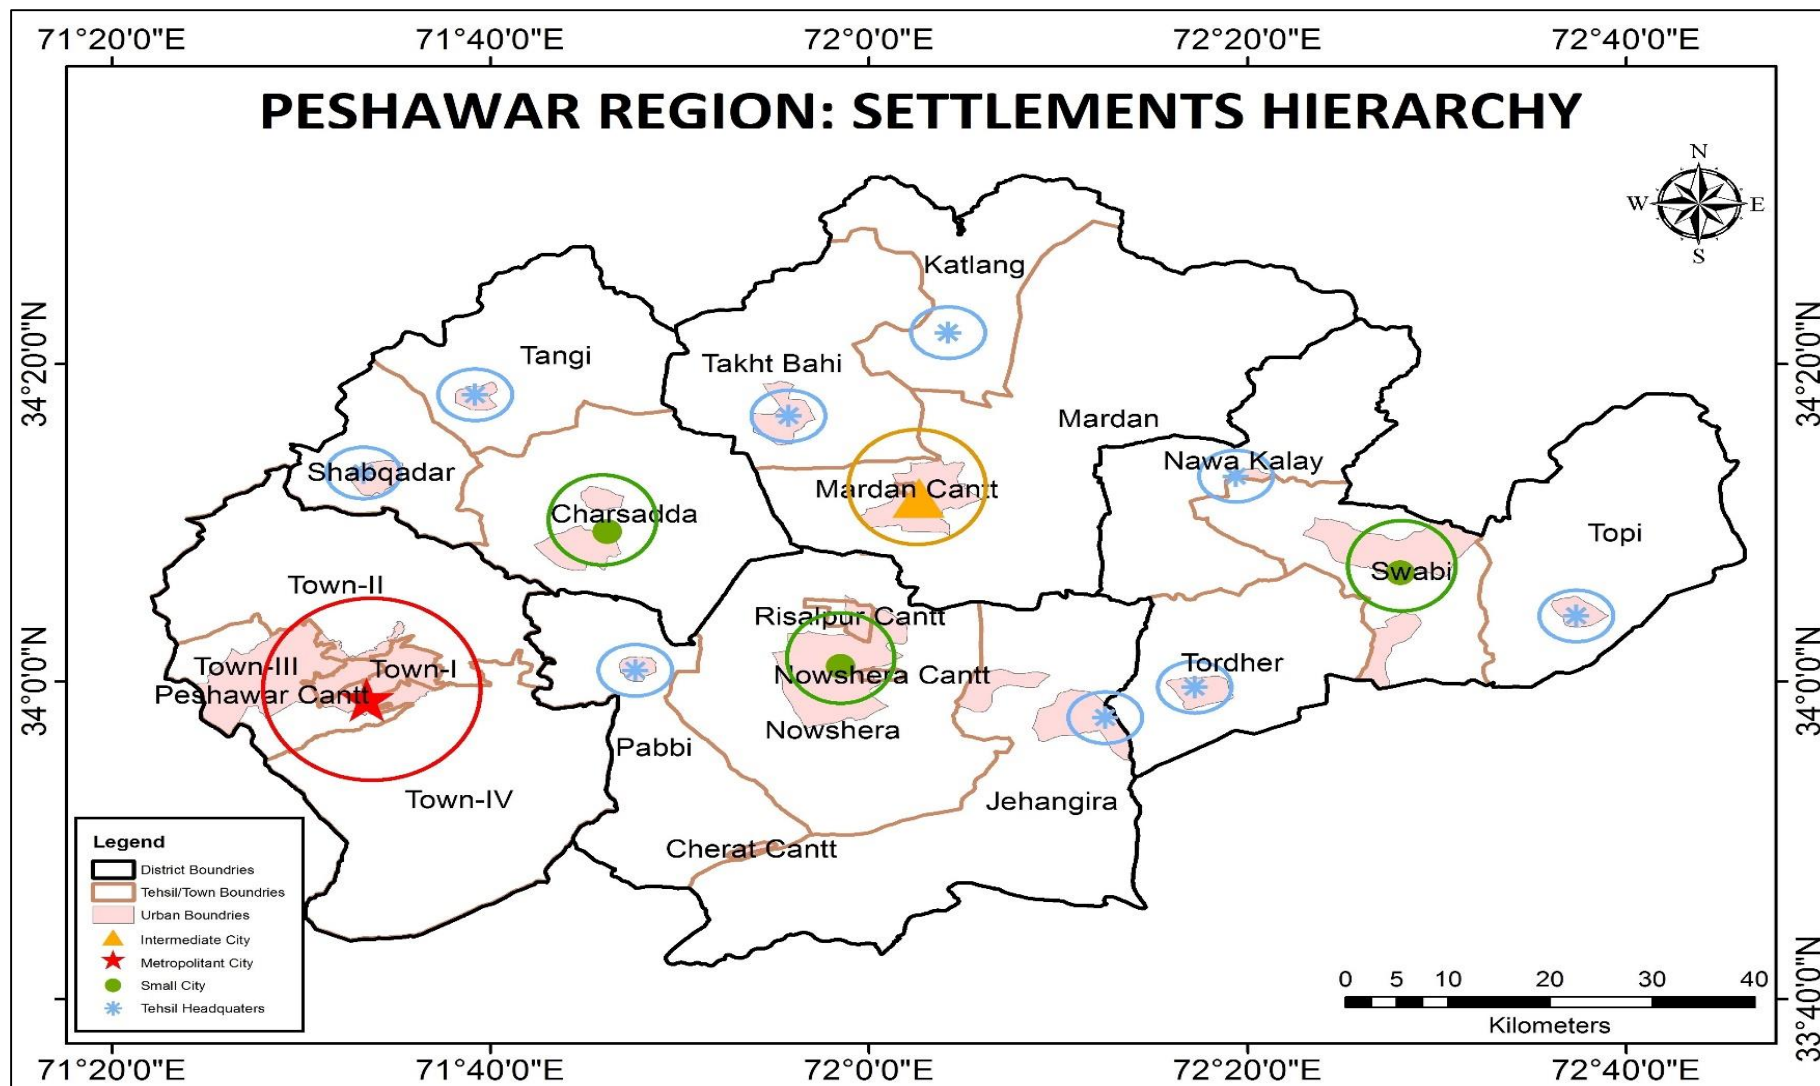 71°20'0"E 71°40'0"E 72°0'0"E 72°20'0"E 72°40'0"E
PESHAWAR REGION: SETTLEMENTS HIERARCHY
N
W E
S
Katlang
34°20'0"N
34°20'0"N
Tangi
Takht Bahi
Mardan
Shabqadar
Nawa Kalay
Mardan Cantt
Charsadda
Topi
Swabi
Town-II
Risalpur Cantt
Town-III
Town-I
Tordher
Nowshera Cantt
Peshawar Cantt
34°0'0"N
34°0'0"N
Nowshera
Pabbi
Town-IV
Jehangira
Cherat Cantt
Legend
District Boundries
Tehsil/Town Boundries
Urban Boundries
Intermediate City
Metropolitant City
Small City
Tehsil Headquaters
0 5 10 20 30 40
Kilometers
33°40'0"N
71°20'0"E 71°40'0"E 72°0'0"E 72°20'0"E 72°40'0"E